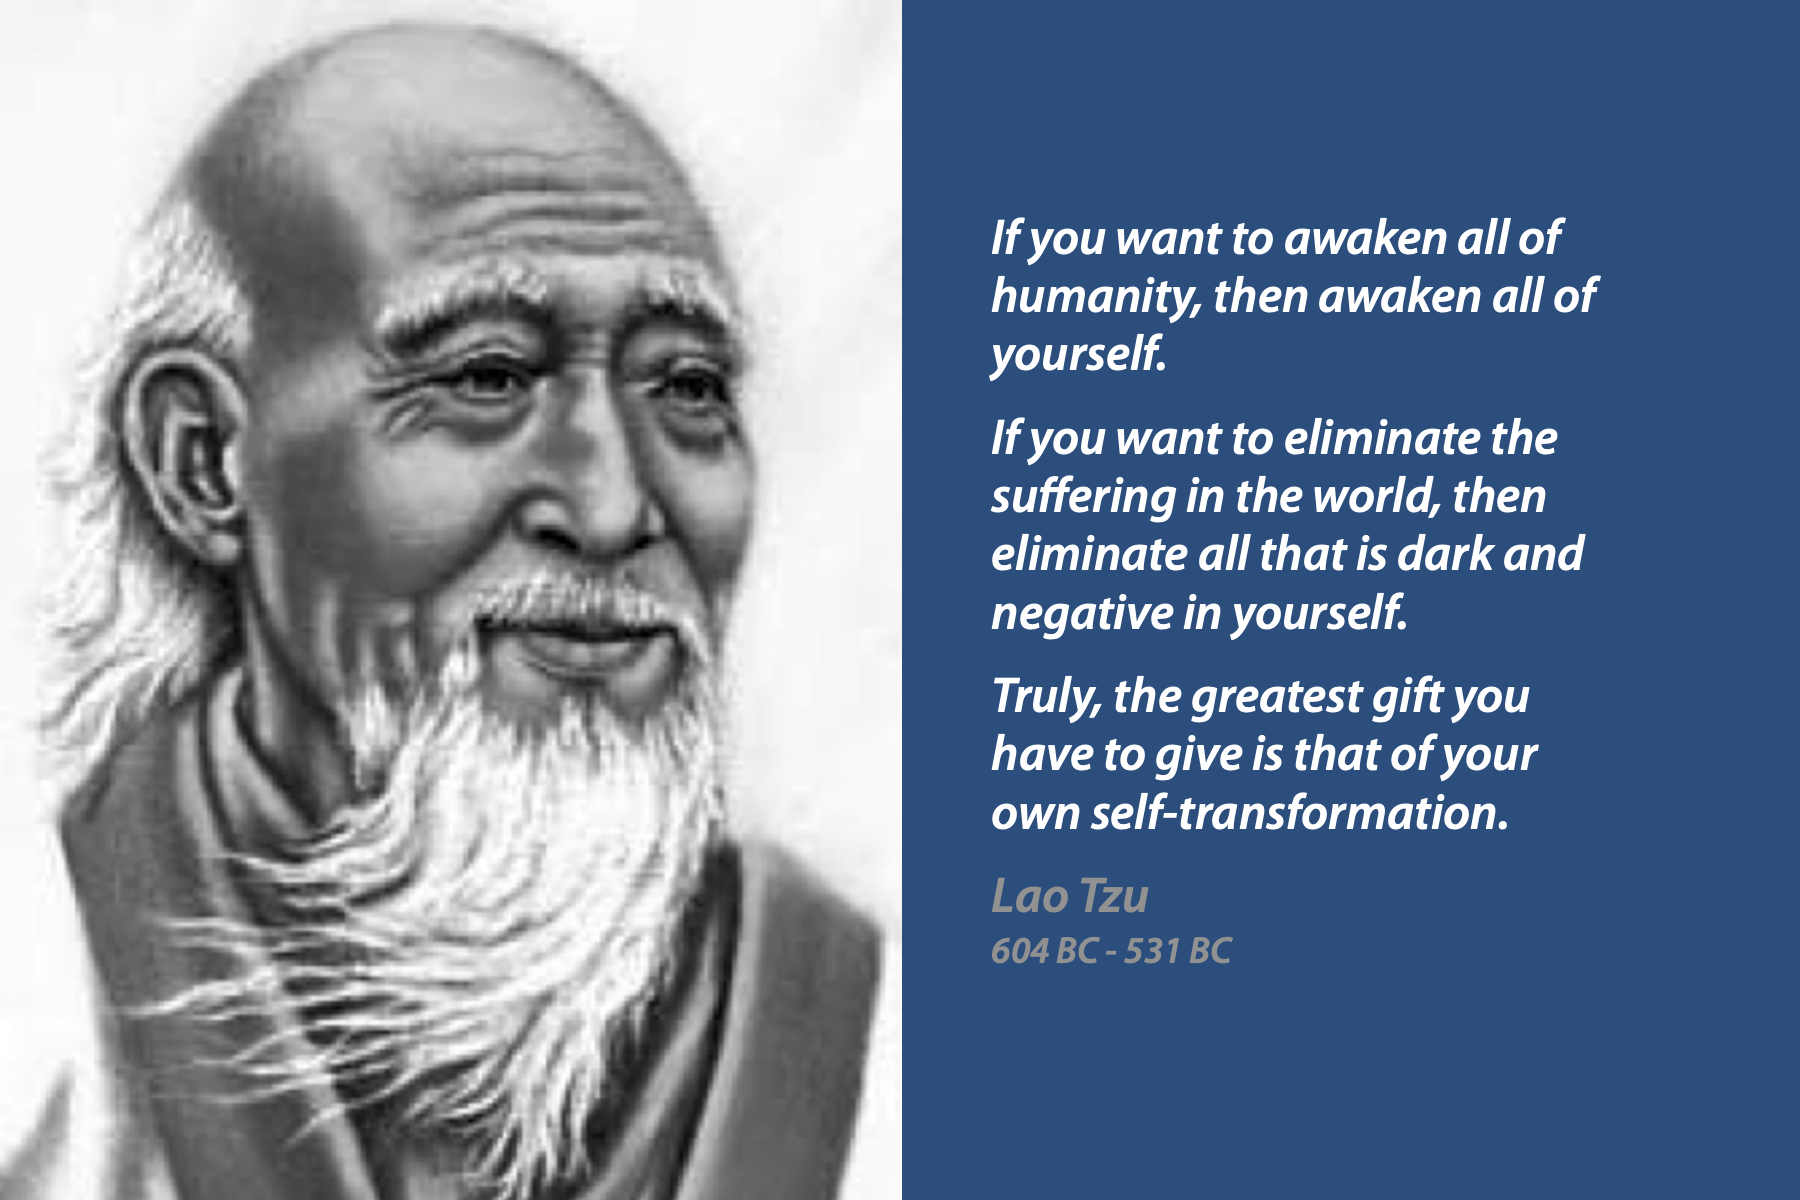 If you want to awaken all of
humanity, then awaken all of
yourself.
If you want to eliminate the
suffering in the world, then
eliminate all that is dark and
negative in yourself.
Truly, the greatest gift you
have to give is that of your
own self-transformation.
Lao Tzu
604 BC - 531 BC